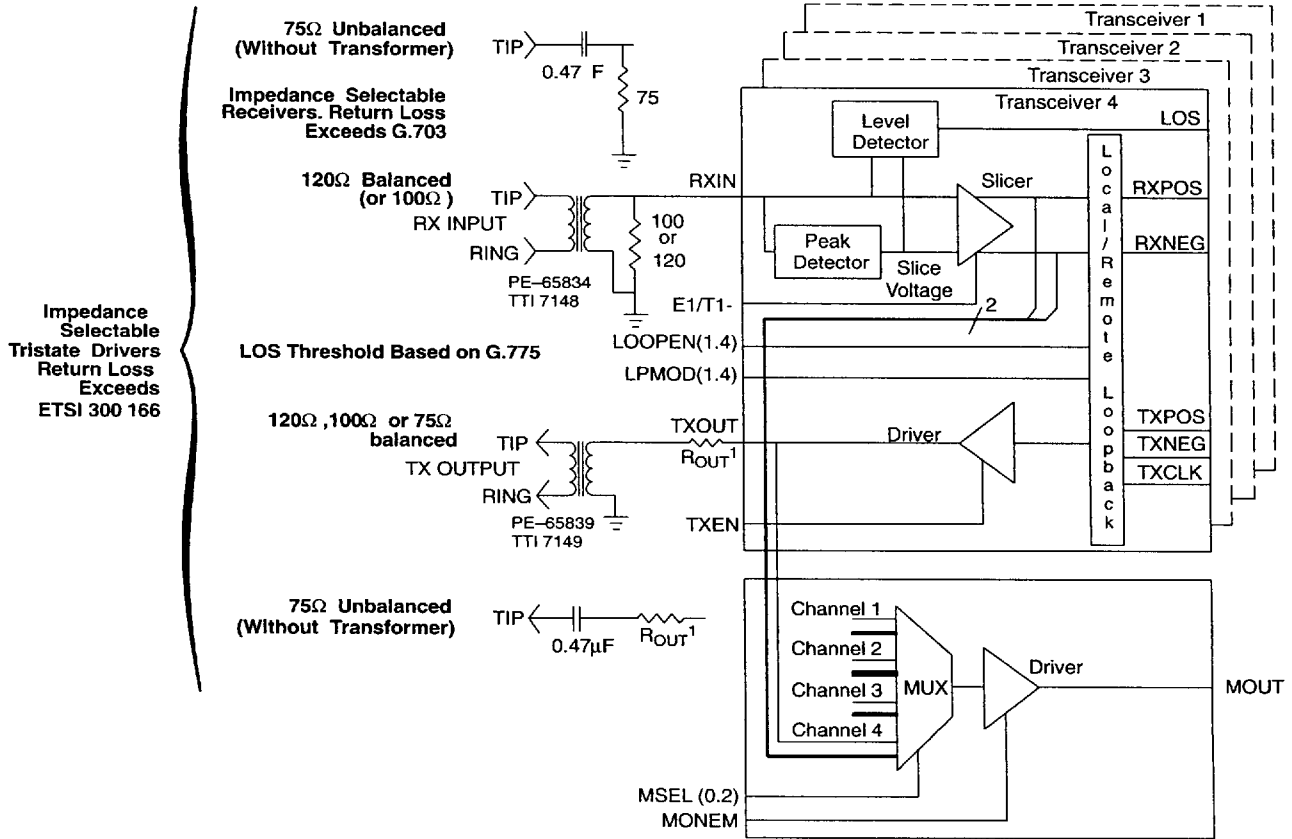 75Ω Unbalanced
(Without Transformer)
TIP
0.47 F
75
Impedance Selectable
Receivers. Return Loss
Exceeds G.703
120Ω Balanced
(or 100Ω )
TIP
RX INPUT
RING
PE–65834
TTI 7148
100
or
120
Impedance
Selectable
Tristate Drivers
Return Loss
Exceeds
ETSI 300 166
LOS Threshold Based on G.775
120Ω ,100Ω or 75Ω
balanced
TIP
TX OUTPUT
RING
PE–65839
TTI 7149
75Ω Unbalanced
(Without Transformer)
TIP
0.47µF
ROUT1
Transceiver 1
Transceiver 2
Transceiver 3
Transceiver 4
Level
Detector
LOS
RXIN
Slicer
RXPOS
Peak
Detector
Slice
Voltage
RXNEG
E1/T1-
2
LOOPEN(1.4)
LPMOD(1.4)
Local/Remote Loopback
TXOUT
ROUT1
Driver
TXPOS
TXNEG
TXCLK
TXEN
Channel 1
Channel 2
Channel 3
Channel 4
MUX
Driver
MOUT
MSEL (0.2)
MONEM